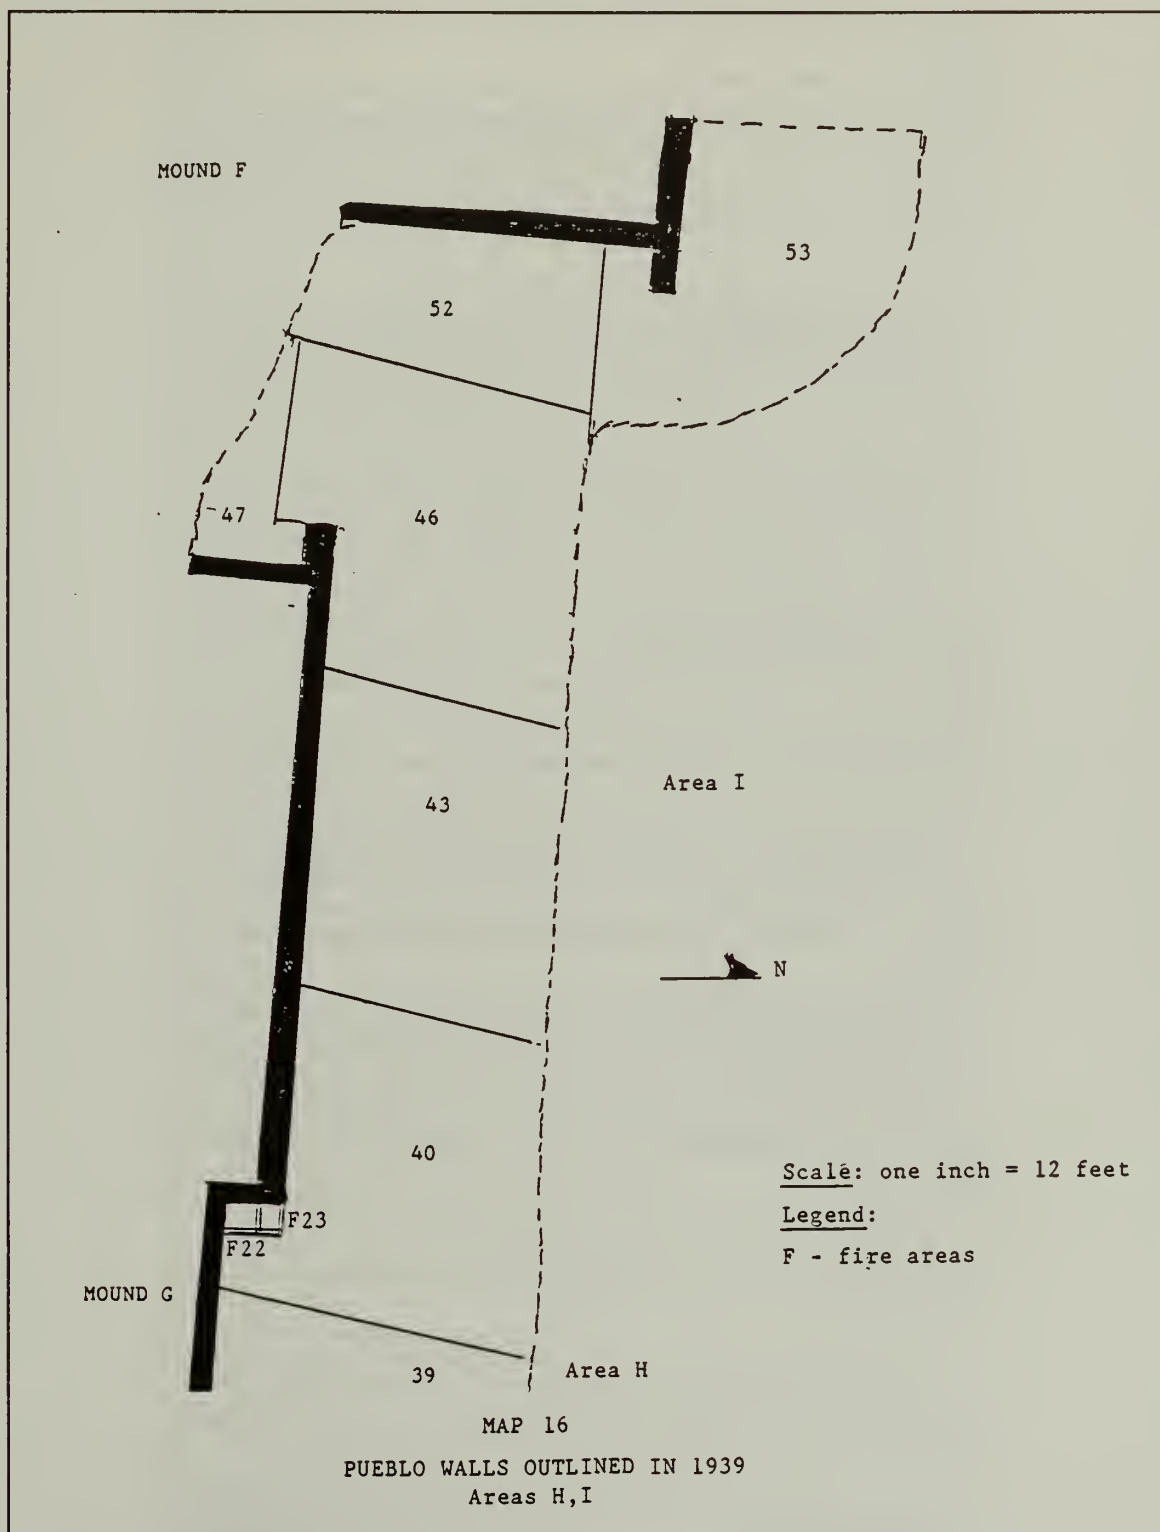 MOUND F
53
52
47
46
43
Area I
N
40
Scale: one inch = 12 feet
Legend:
F - fire areas
F23
F22
MOUND G
39
Area H
MAP 16
PUEBLO WALLS OUTLINED IN 1939
Areas H,I